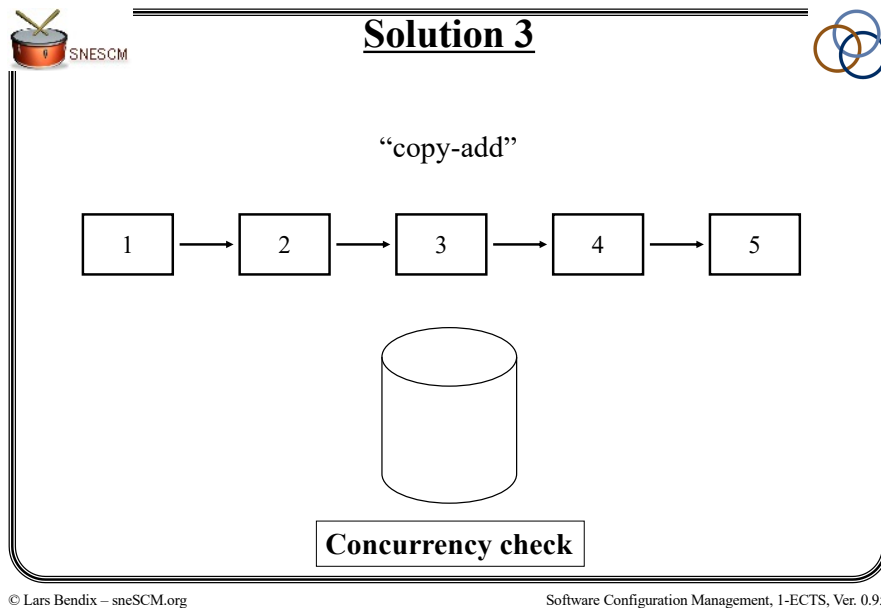 SNESCM
Solution 3
“copy-add”
1 2 3 4 5
Concurrency check
© Lars Bendix – sneSCM.org Software Configuration Management, 1-ECTS, Ver. 0.9